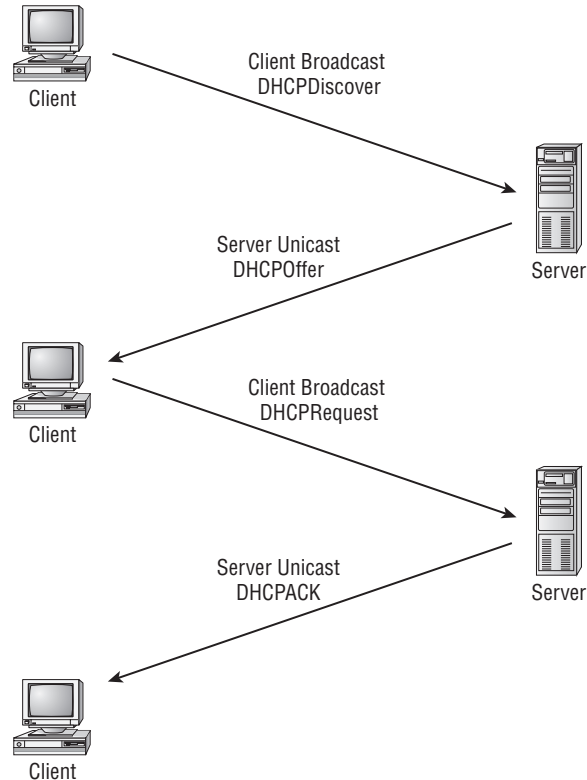 Client
Client Broadcast
DHCPDiscover
Server
Server Unicast
DHCPOffer
Client
Client Broadcast
DHCPRequest
Server
Server Unicast
DHCPACK
Client